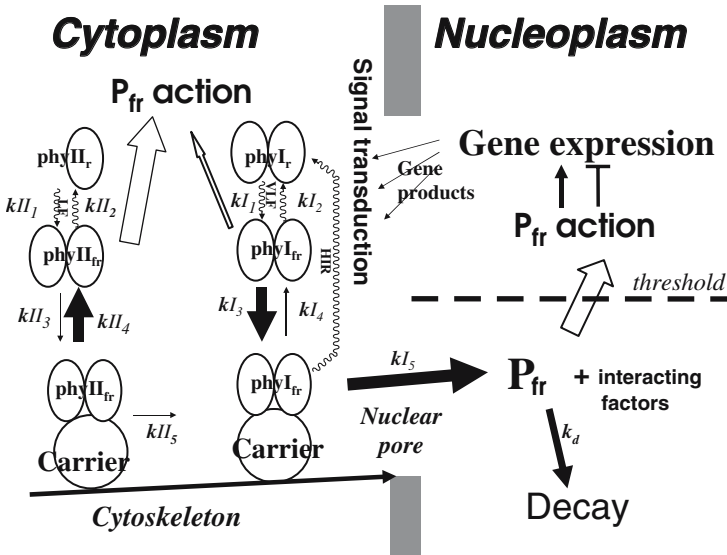 Cytoplasm
Nucleoplasm
Pfr action
Signal transduction
phyIIr
phyIr
kII1
LF
kII2
kI1
VLF
kI2
phyIIfr
phyIfr
HIR
kII3
kII4
kI3
kI4
phyIIfr
phyIfr
kII5
Carrier
Carrier
Cytoskeleton
kI5
Nuclear
pore
Gene expression
Gene
products
Pfr action
threshold
Pfr
+ interacting
factors
kd
Decay